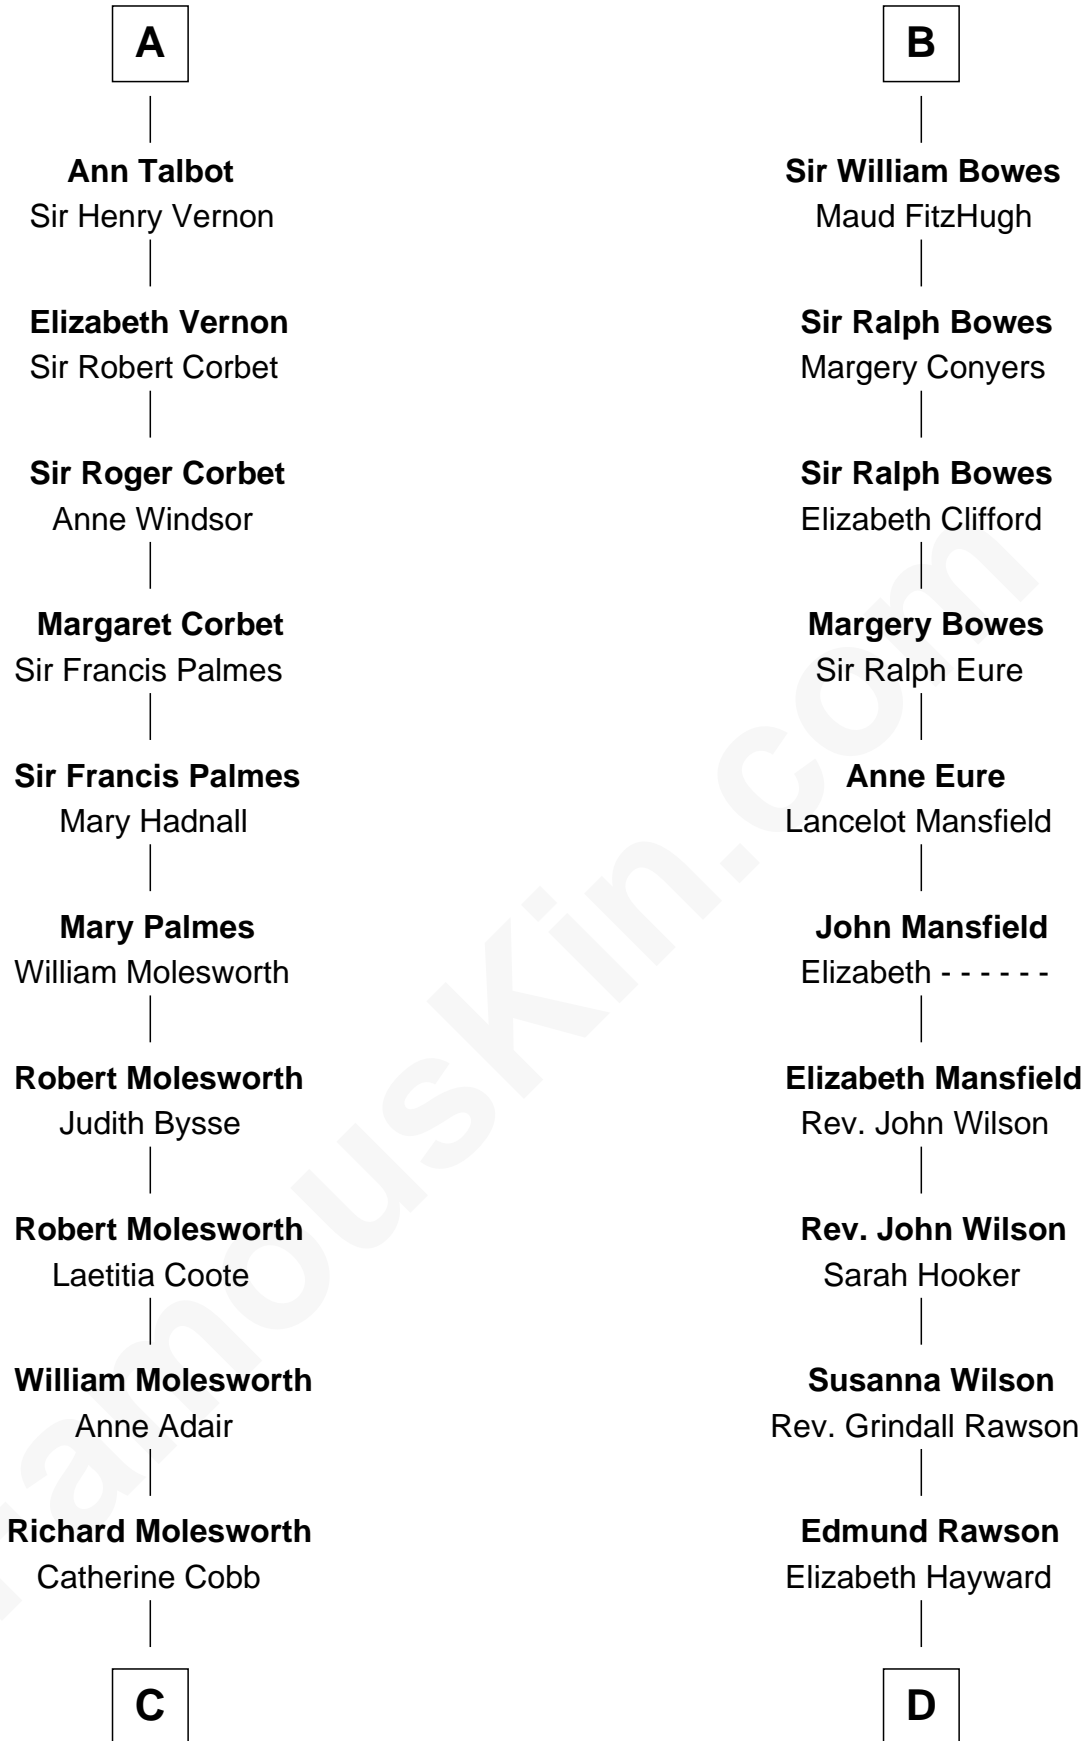 A
Ann Talbot
Sir Henry Vernon
Elizabeth Vernon
Sir Robert Corbet
Sir Roger Corbet
Anne Windsor
Margaret Corbet
Sir Francis Palmes
Sir Francis Palmes
Mary Hadnall
Mary Palmes
William Molesworth
Robert Molesworth
Judith Bysse
Robert Molesworth
Laetitia Coote
William Molesworth
Anne Adair
Richard Molesworth
Catherine Cobb
C
B
Sir William Bowes
Maud FitzHugh
Sir Ralph Bowes
Margery Conyers
Sir Ralph Bowes
Elizabeth Clifford
Margery Bowes
Sir Ralph Eure
Anne Eure
Lancelot Mansfield
John Mansfield
Elizabeth - - - - - -
Elizabeth Mansfield
Rev. John Wilson
Rev. John Wilson
Sarah Hooker
Susanna Wilson
Rev. Grindall Rawson
Edmund Rawson
Elizabeth Hayward
D
FamousKin.com